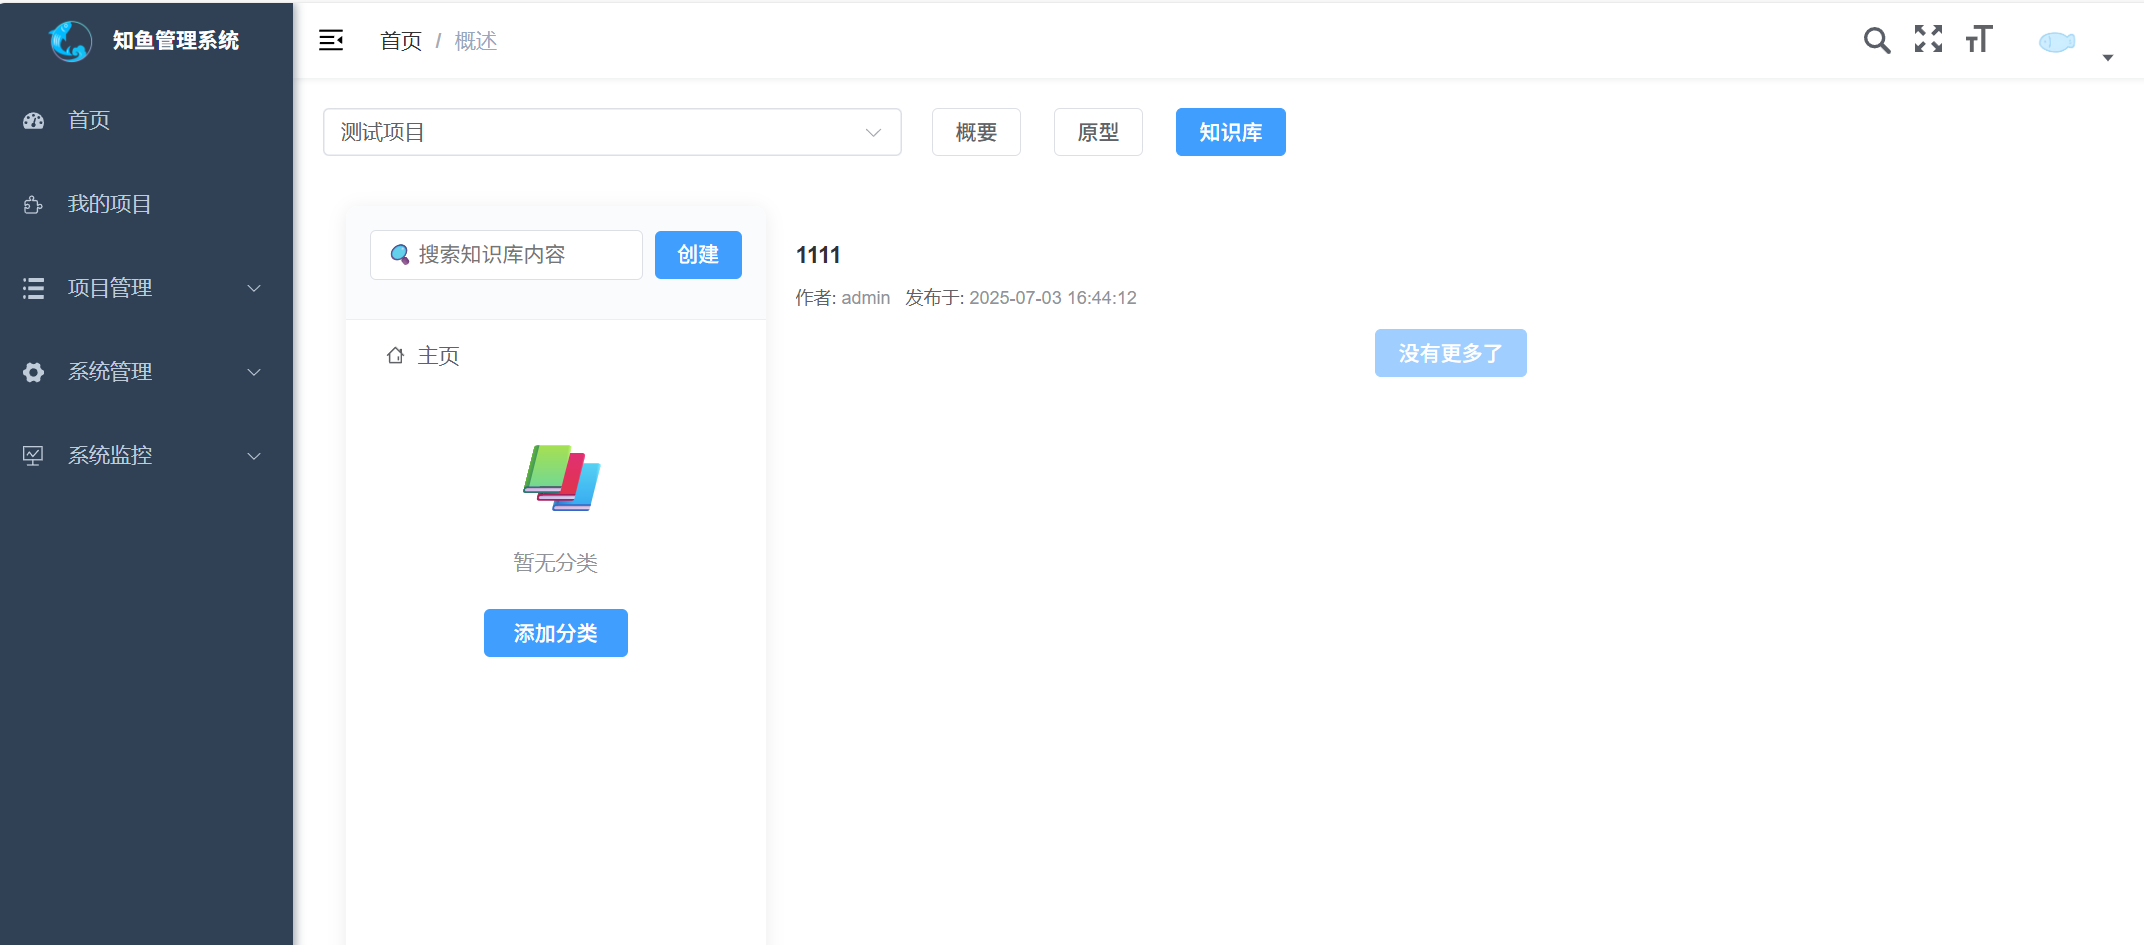 知鱼管理系统
首页
我的项目
项目管理
系统管理
系统监控
首页 / 概述
测试项目
概要
原型
知识库
搜索知识库内容
创建
主页
暂无分类
添加分类
1111
作者: admin 发布于: 2025-07-03 16:44:12
没有更多了